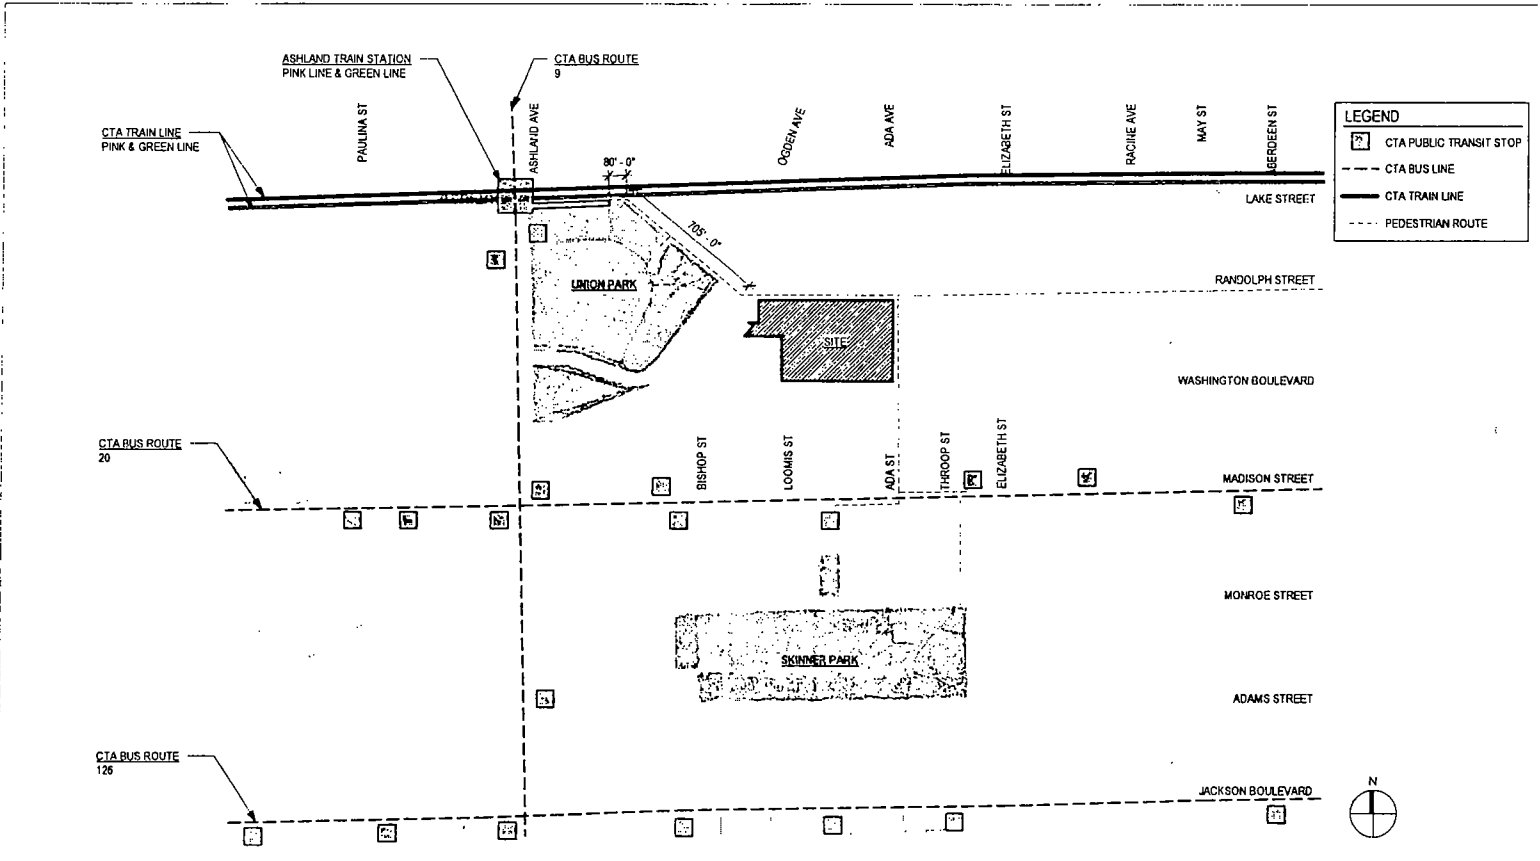 ASHLAND TRAIN STATION
PINK LINE & GREEN LINE
CTA BUS ROUTE
9
CTA TRAIN LINE
PINK & GREEN LINE
PAULINA ST
ASHLAND AVE
OGDEN AVE
ADA AVE
ELIZABETH ST
RACINE AVE
MAY ST
ABERDEEN ST
LEGEND
CTA PUBLIC TRANSIT STOP
CTA BUS LINE
CTA TRAIN LINE
PEDESTRIAN ROUTE
80' - 0"
LAKE STREET
705' - 0"
UNION PARK
RANDOLPH STREET
SITE
WASHINGTON BOULEVARD
CTA BUS ROUTE
20
BISHOP ST
LOOMIS ST
ADA ST
THROOP ST
ELIZABETH ST
MADISON STREET
MONROE STREET
SKINNER PARK
ADAMS STREET
CTA BUS ROUTE
126
JACKSON BOULEVARD
N